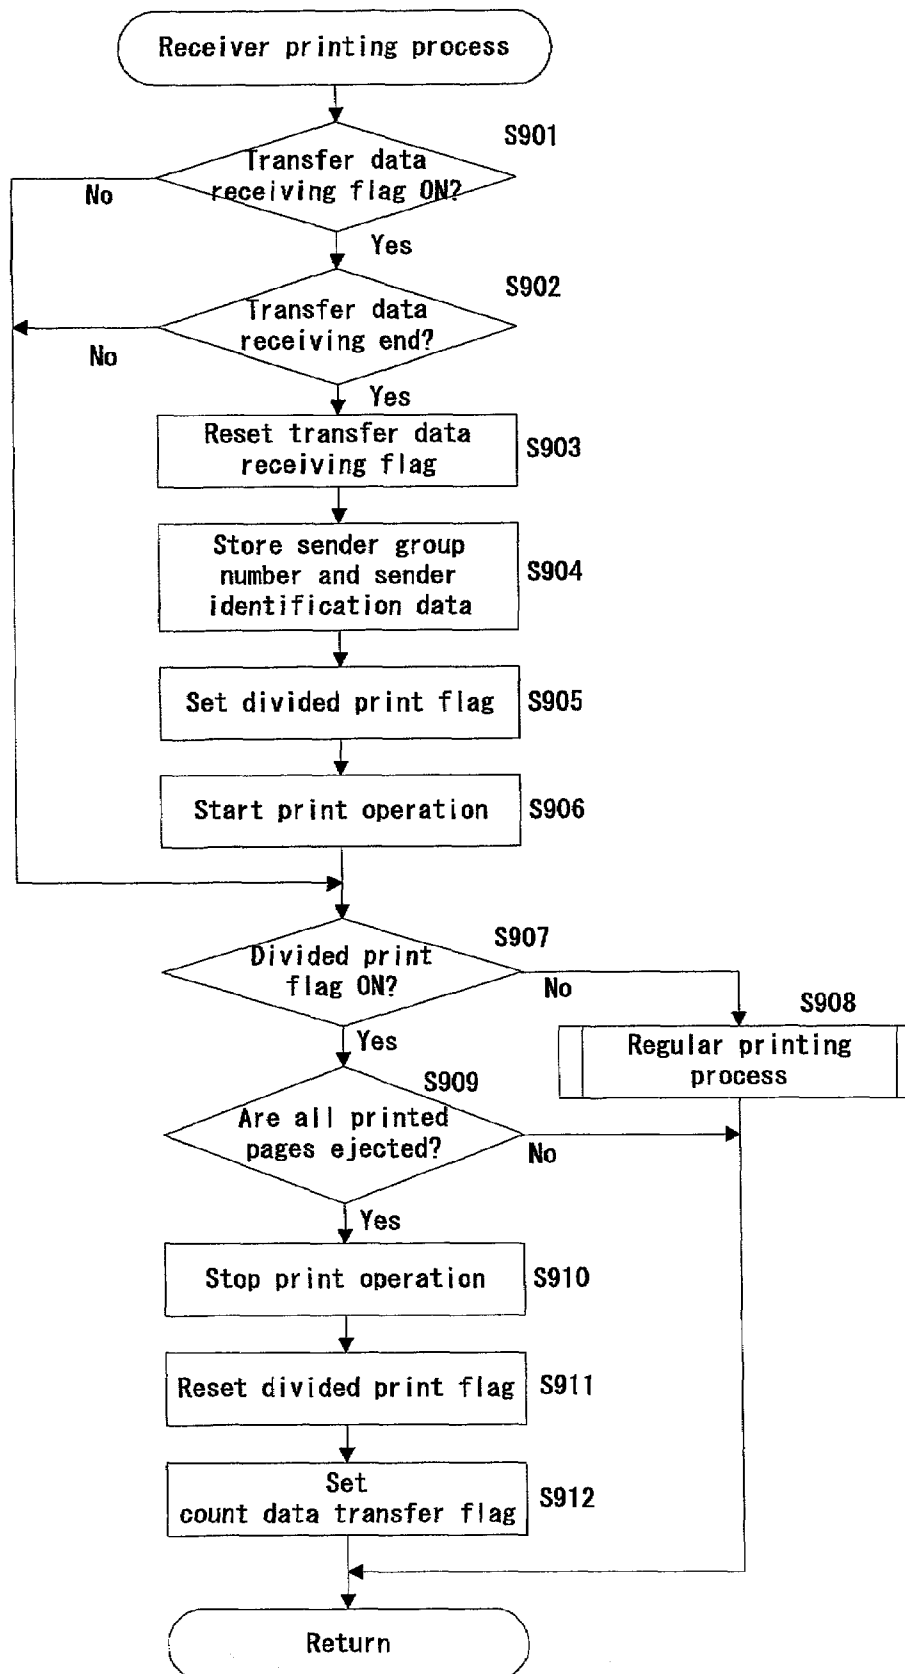 Receiver printing process
S901
Transfer data
receiving flag ON?
No
Yes
S902
Transfer data
receiving end?
No
Yes
Reset transfer data
receiving flag
S903
Store sender group
number and sender
identification data
S904
Set divided print flag
S905
Start print operation
S906
S907
Divided print
flag ON?
No
Yes
S908
Regular printing
process
S909
Are all printed
pages ejected?
No
Yes
Stop print operation
S910
Reset divided print flag
S911
Set
count data transfer flag
S912
Return